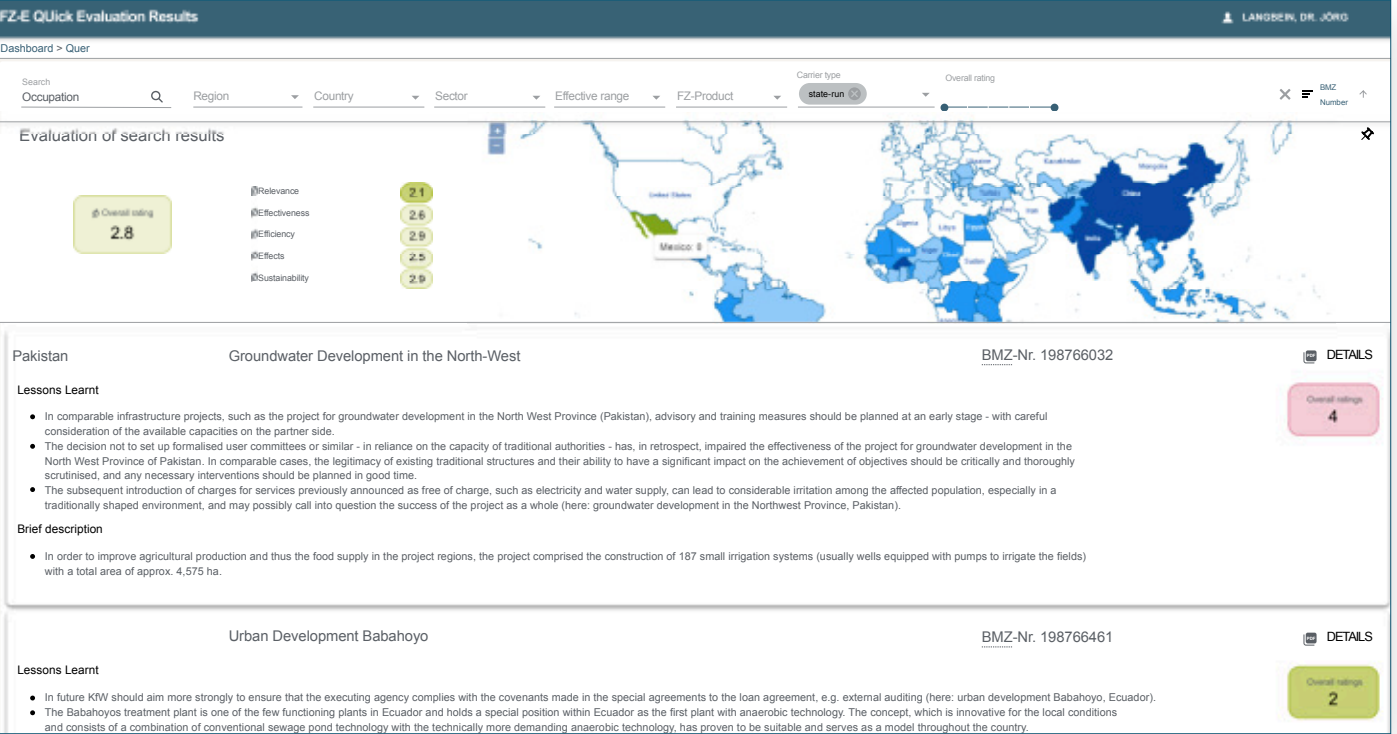 FZ-E QUick Evaluation Results
LANGBEIN, DR. JÖRG
Dashboard > Quer
Search
Occupation
Region
Country
Sector
Effective range
FZ-Product
Carrier type
state-run
Overall rating
BMZ
Number
Evaluation of search results
Ø Overall rating
2.8
ØRelevance 2.1
ØEffectiveness 2.6
ØEfficiency 2.9
ØEffects 2.5
ØSustainability 2.9
United States
Mexico: 0
Algeria
Libya
Egypt
Niger
Sudan
Ukraine
Turkey
Iran
Kazakhstan
Mongolia
China
India
Pakistan
Groundwater Development in the North-West
BMZ-Nr. 198766032
PDF
DETAILS
Lessons Learnt
Overall ratings
4
• In comparable infrastructure projects, such as the project for groundwater development in the North West Province (Pakistan), advisory and training measures should be planned at an early stage - with careful
consideration of the available capacities on the partner side.
• The decision not to set up formalised user committees or similar - in reliance on the capacity of traditional authorities - has, in retrospect, impaired the effectiveness of the project for groundwater development in the
North West Province of Pakistan. In comparable cases, the legitimacy of existing traditional structures and their ability to have a significant impact on the achievement of objectives should be critically and thoroughly
scrutinised, and any necessary interventions should be planned in good time.
• The subsequent introduction of charges for services previously announced as free of charge, such as electricity and water supply, can lead to considerable irritation among the affected population, especially in a
traditionally shaped environment, and may possibly call into question the success of the project as a whole (here: groundwater development in the Northwest Province, Pakistan).
Brief description
• In order to improve agricultural production and thus the food supply in the project regions, the project comprised the construction of 187 small irrigation systems (usually wells equipped with pumps to irrigate the fields)
with a total area of approx. 4,575 ha.
Urban Development Babahoyo
BMZ-Nr. 198766461
PDF
DETAILS
Lessons Learnt
Overall ratings
2
• In future KfW should aim more strongly to ensure that the executing agency complies with the covenants made in the special agreements to the loan agreement, e.g. external auditing (here: urban development Babahoyo, Ecuador).
• The Babahoyos treatment plant is one of the few functioning plants in Ecuador and holds a special position within Ecuador as the first plant with anaerobic technology. The concept, which is innovative for the local conditions
and consists of a combination of conventional sewage pond technology with the technically more demanding anaerobic technology, has proven to be suitable and serves as a model throughout the country.